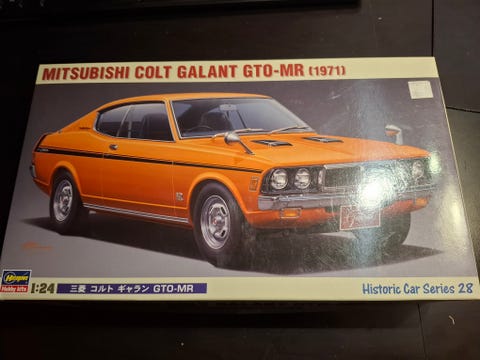 MITSUBISHI COLT GALANT GTO-MR (1971)
Hasegawa
Hobby kits
1:24
三菱 コルト ギャラン GTO-MR
Historic Car Series 28